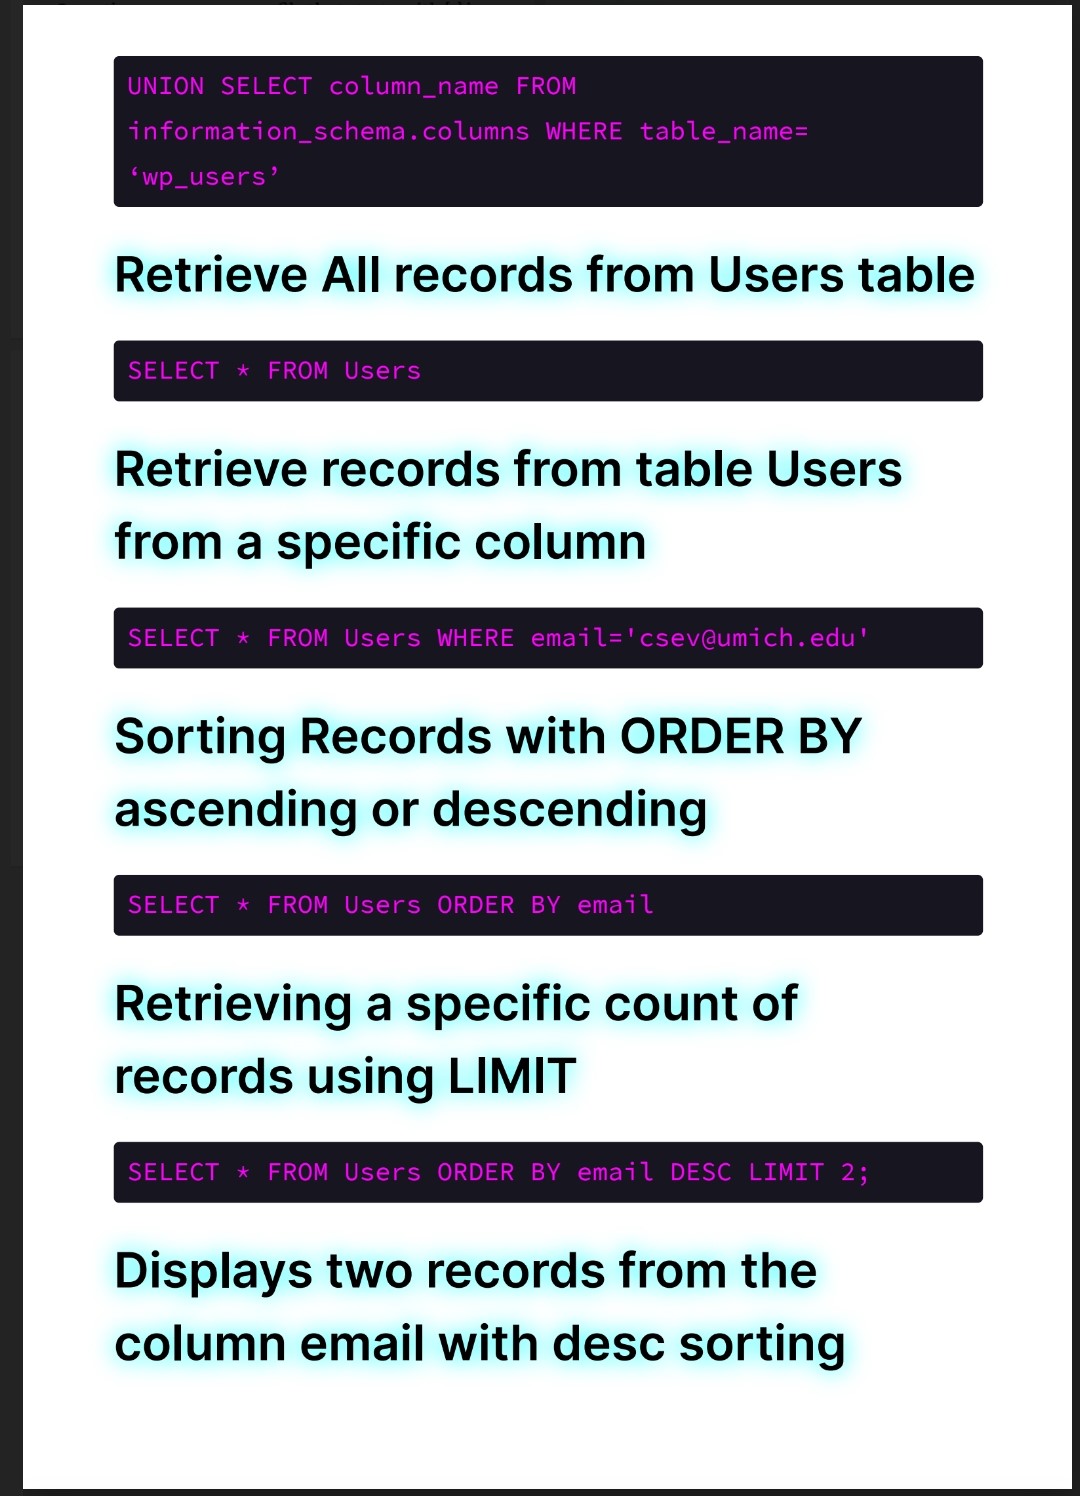 UNION SELECT column_name FROM
information_schema.columns WHERE table_name=
‘wp_users’
Retrieve All records from Users table
SELECT * FROM Users
Retrieve records from table Users
from a specific column
SELECT * FROM Users WHERE email='csev@umich.edu'
Sorting Records with ORDER BY
ascending or descending
SELECT * FROM Users ORDER BY email
Retrieving a specific count of
records using LIMIT
SELECT * FROM Users ORDER BY email DESC LIMIT 2;
Displays two records from the
column email with desc sorting